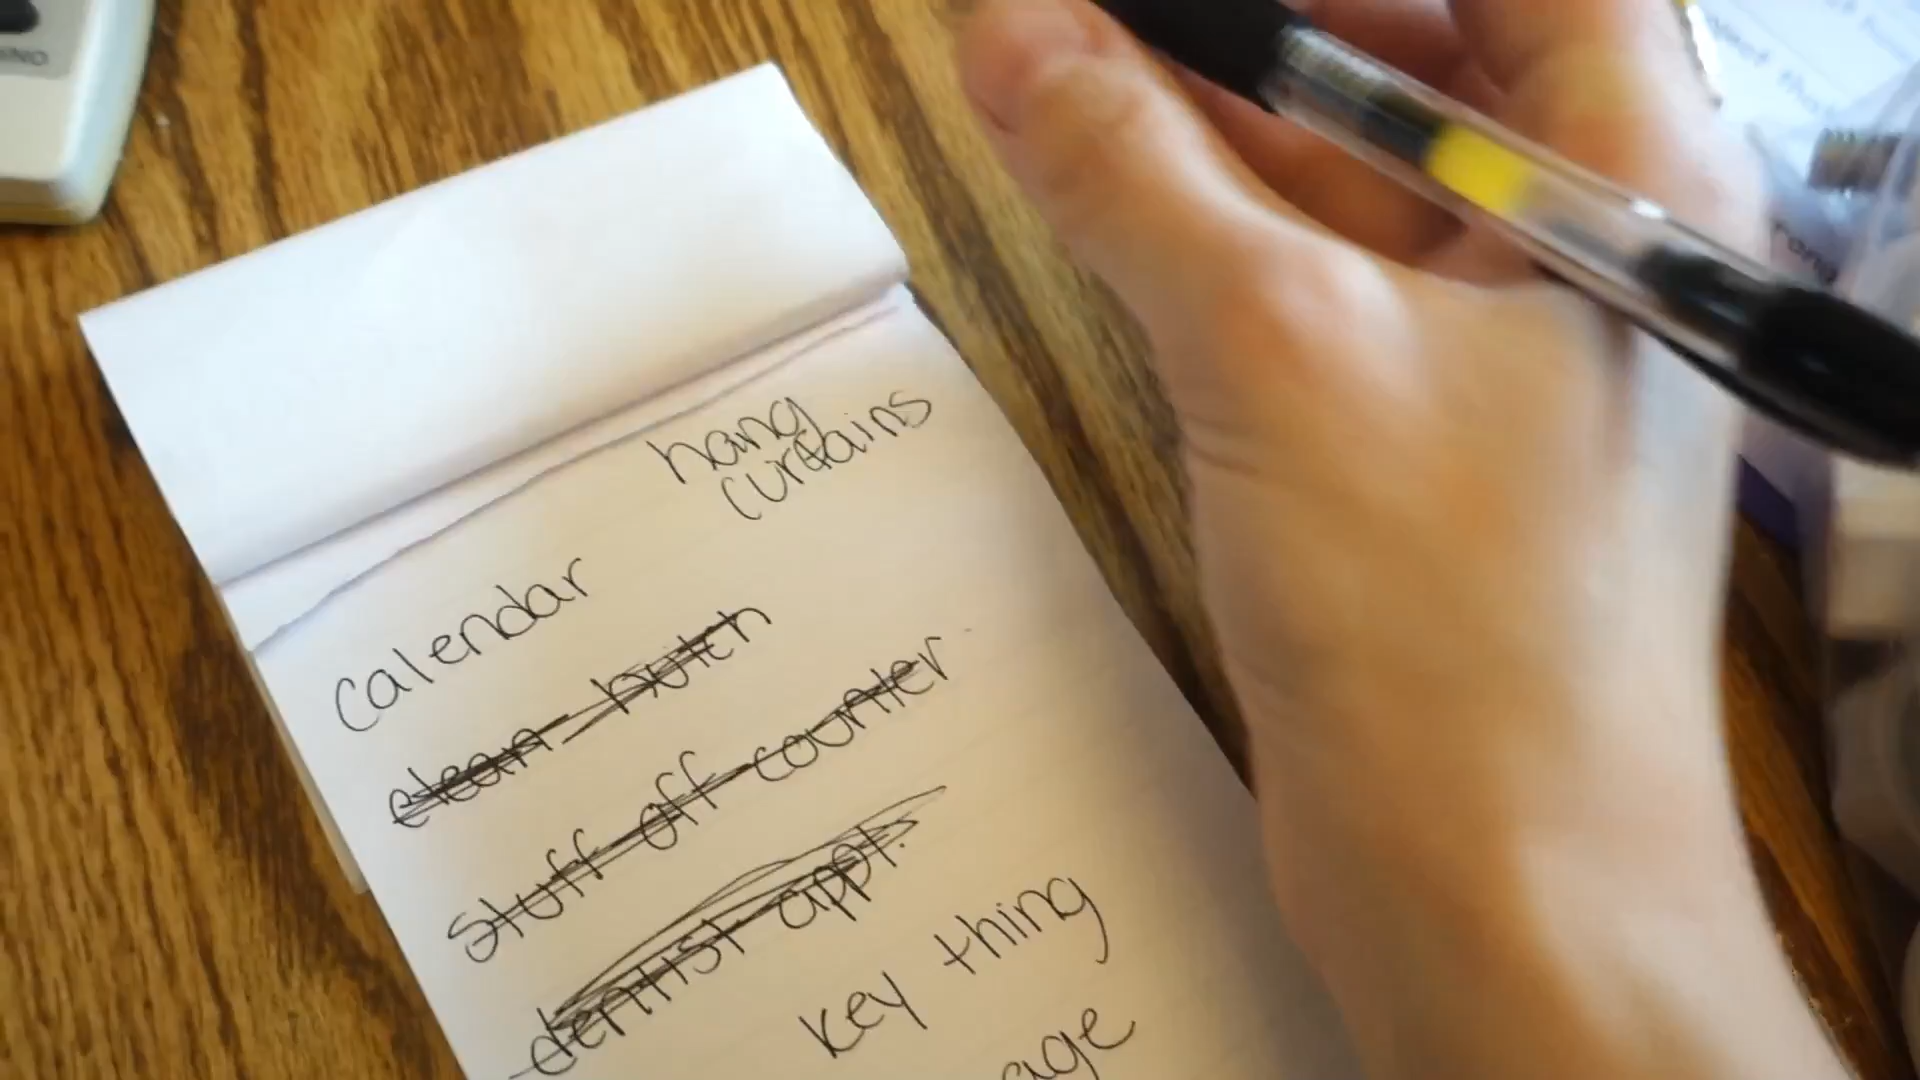 hang
curtains
calendar
clean hutch
stuff off counter
dentist appt.
key thing